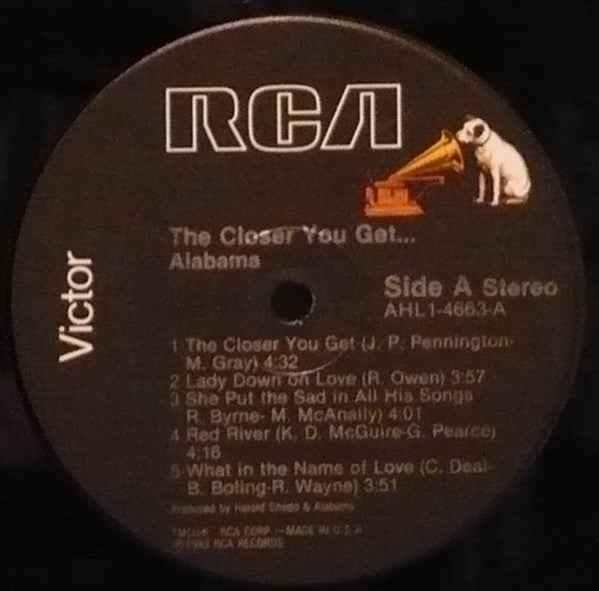 RCA
Victor
The Closer You Get...
Alabama
Side A Stereo
AHL1-4663-A
1 The Closer You Get (J. P. Pennington-
M. Gray) 4:32
2 Lady Down on Love (R. Owen) 3:57
3 She Put the Sad in All His Songs
R. Byrne- M. McAnally) 4:01
4 Red River (K. D. McGuire-G. Pearce)
4:16
5 What in the Name of Love (C. Deal-
B. Boling-R. Wayne) 3:51
Produced by Harold Shedd & Alabama
RCA CORP. —MADE IN U.S.A.
1983 RCA RECORDS